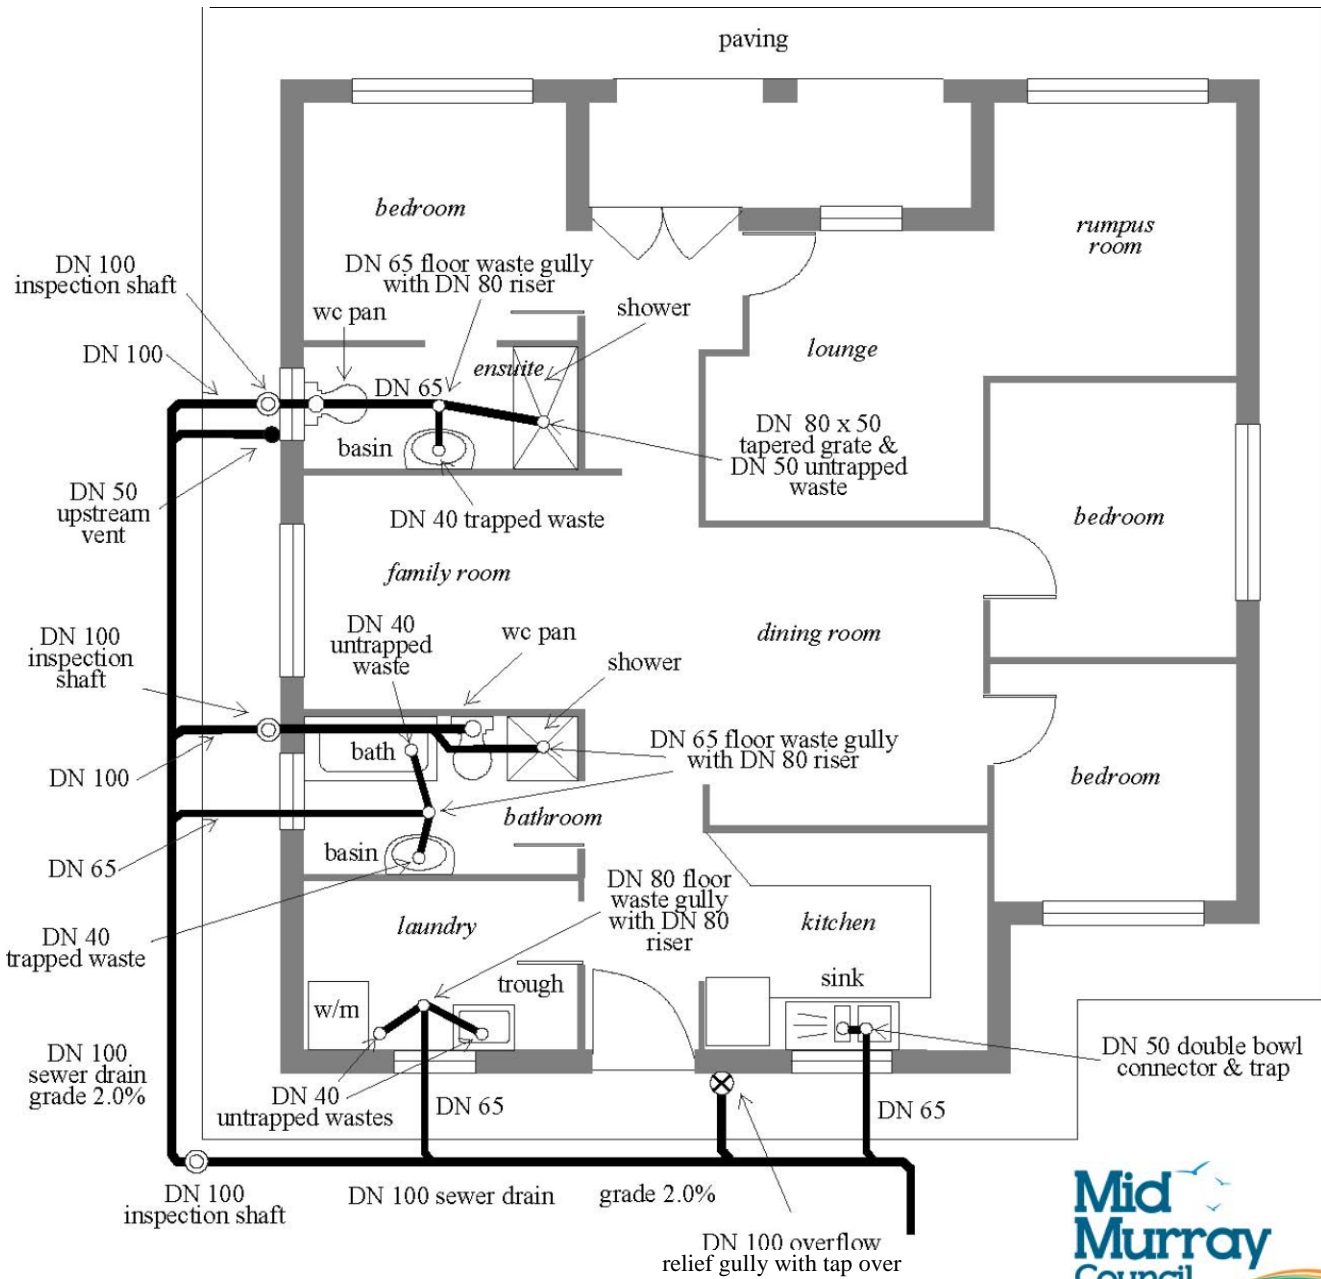 paving
bedroom
rumpus
room
DN 100
inspection shaft
DN 65 floor waste gully
with DN 80 riser
wc pan
shower
DN 100
lounge
ensuite
DN 65
basin
DN 80 x 50
tapered grate &
DN 50 untrapped
waste
DN 50
upstream
vent
DN 40 trapped waste
bedroom
family room
DN 100
inspection
shaft
DN 40
untrapped
waste
wc pan
dining room
shower
bath
DN 65 floor waste gully
with DN 80 riser
DN 100
bedroom
bathroom
basin
DN 65
DN 80 floor
waste gully
with DN 80
riser
laundry
kitchen
DN 40
trapped waste
trough
sink
w/m
DN 100
sewer drain
grade 2.0%
DN 40
untrapped wastes
DN 65
DN 65
DN 50 double bowl
connector & trap
DN 100
inspection shaft
DN 100 sewer drain
grade 2.0%
DN 100 overflow
relief gully with tap over
Mid
Murray
Council